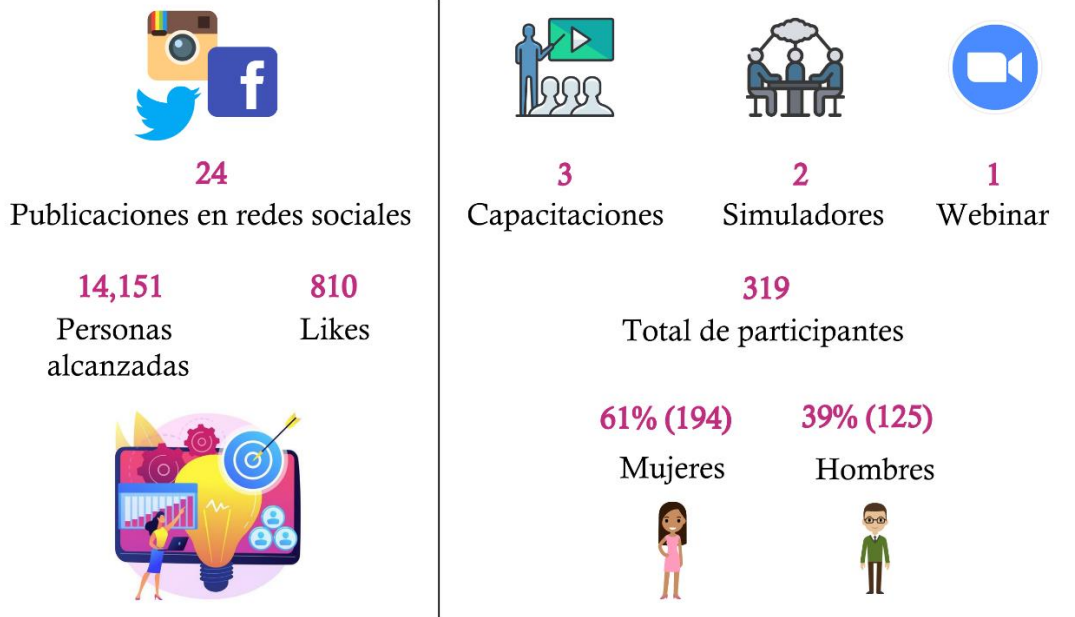 24
Publicaciones en redes sociales
14,151
Personas
alcanzadas
810
Likes
3
Capacitaciones
2
Simuladores
1
Webinar
319
Total de participantes
61% (194)
Mujeres
39% (125)
Hombres